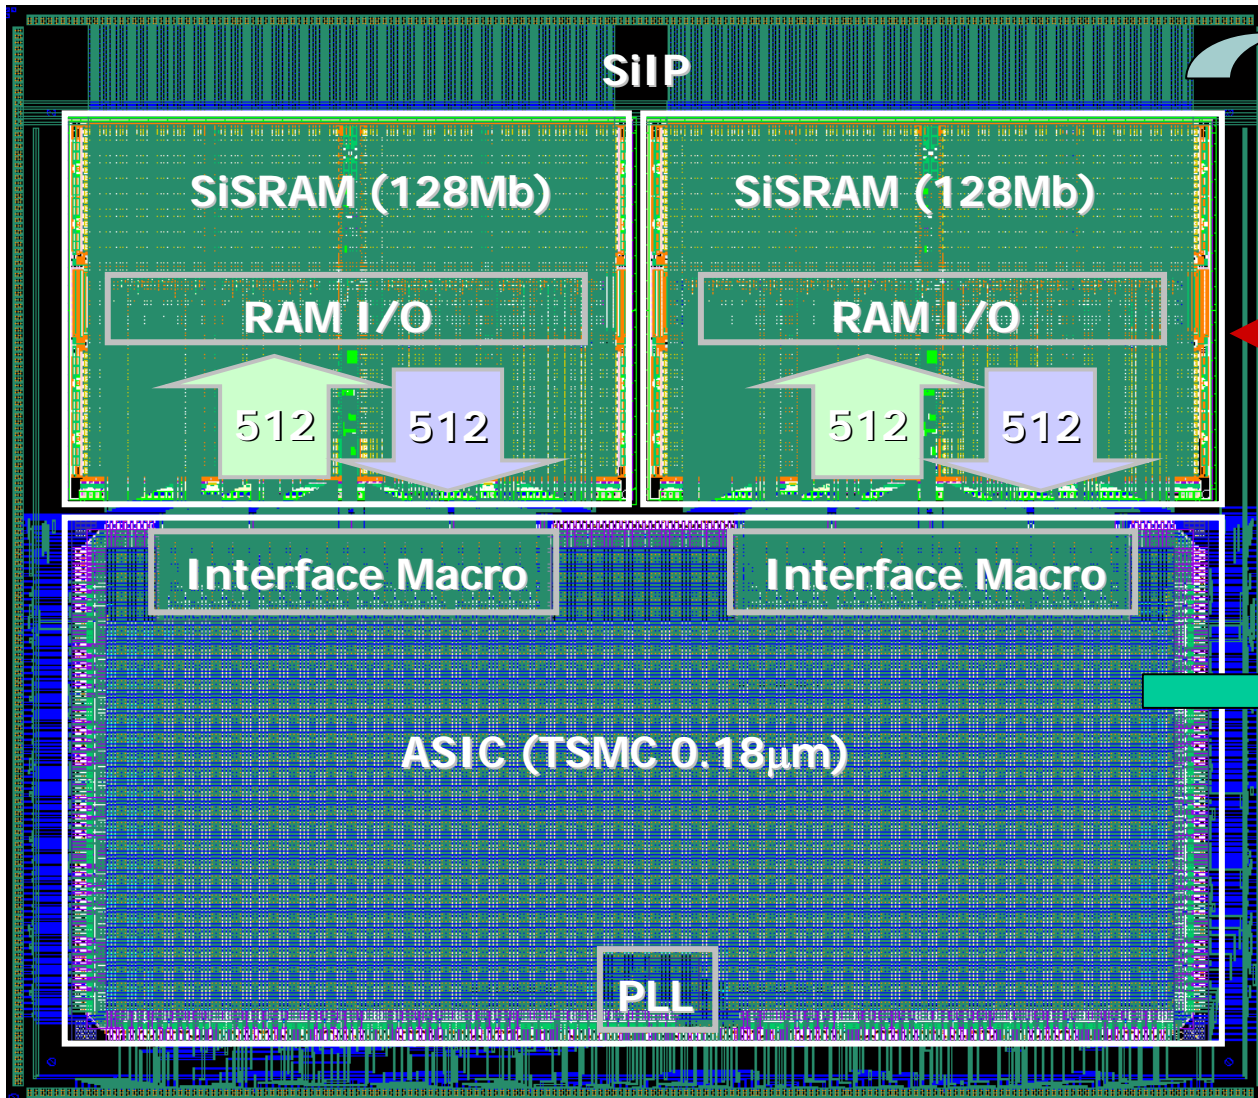 SiIP
SiSRAM (128Mb)
SiSRAM (128Mb)
RAM I/O
RAM I/O
512
512
512
512
Interface Macro
Interface Macro
ASIC (TSMC 0.18μm)
PLL